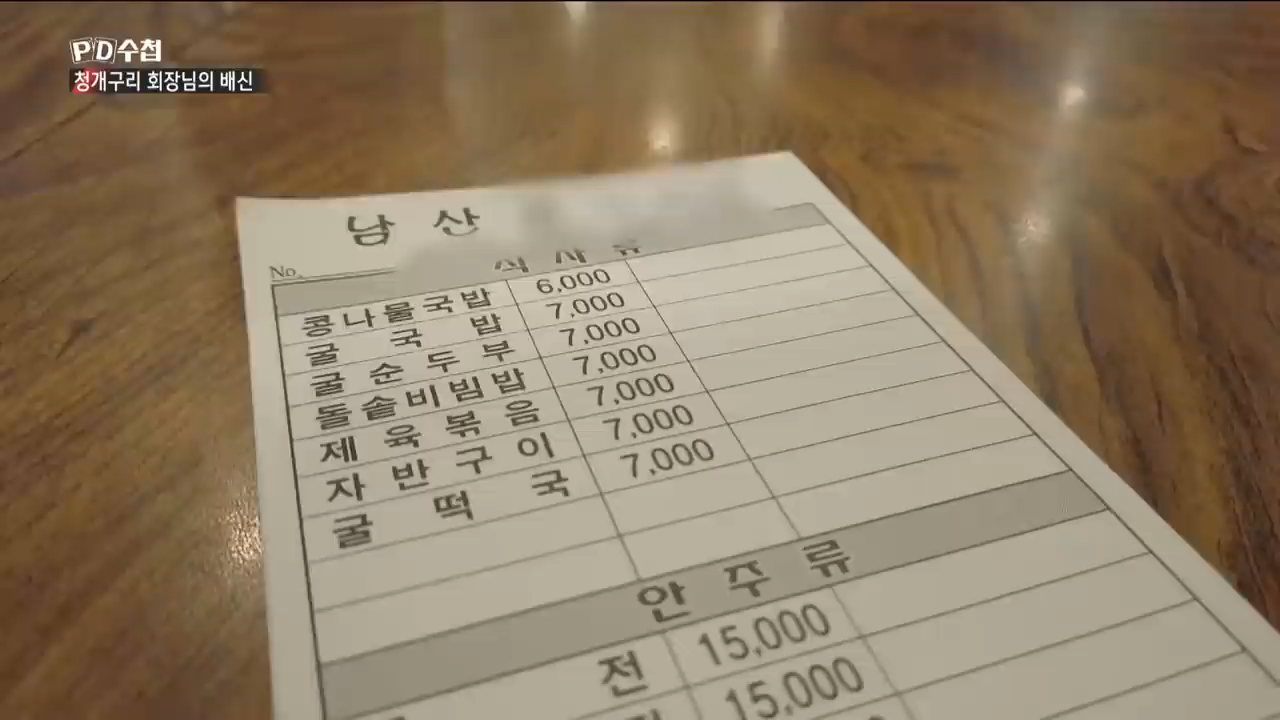 PD수첩
청개구리 회장님의 배신
남 산
No.
식 사 류
콩나물국밥 6,000
굴 국 밥 7,000
굴 순 두 부 7,000
돌솥비빔밥 7,000
제 육 볶 음 7,000
자 반 구 이 7,000
굴 떡 국 7,000
안 주 류
전 15,000
15,000